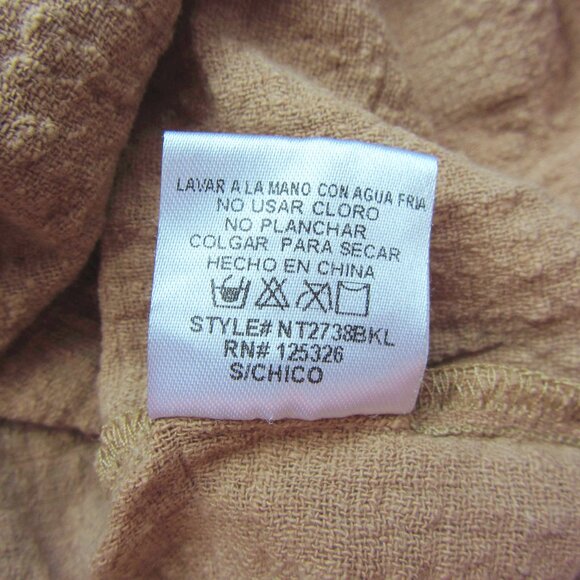 LAVAR A LA MANO CON AGUA FRIA
NO USAR CLORO
NO PLANCHAR
COLGAR PARA SECAR
HECHO EN CHINA
STYLE# NT2738BKL
RN# 125326
S/CHICO